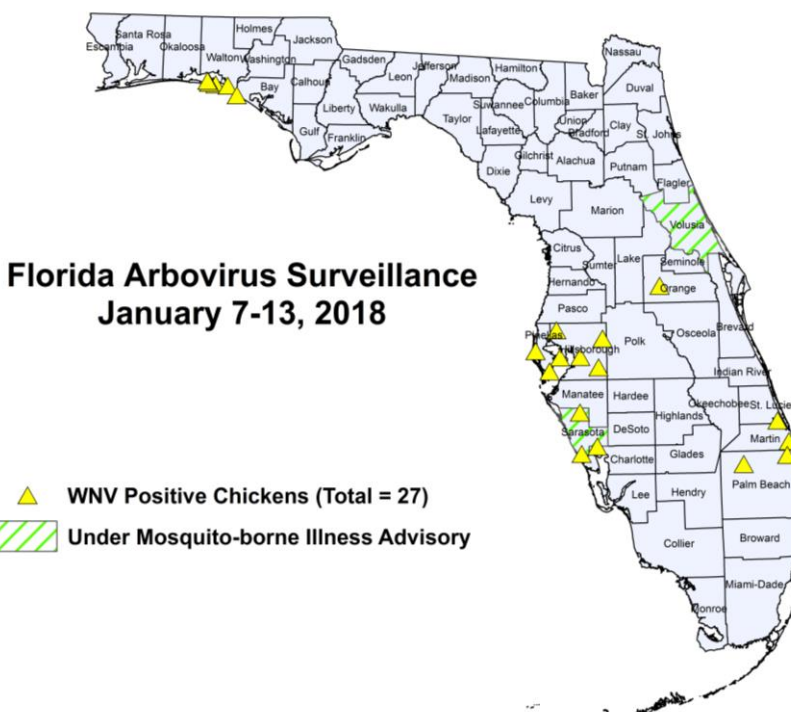 Nassau
Holmes
Santa Rosa
Jackson
Escambia
Okaloosa
Walton
Washington
Gadsden
Jefferson
Hamilton
Leon
Madison
Baker
Duval
Calhoun
Bay
Suwannee
Columbia
Liberty
Wakulla
Taylor
Union
Clay
St. Johns
Gulf
Franklin
Lafayette
Bradford
Gilchrist
Alachua
Putnam
Dixie
Flagler
Levy
Marion
Volusia
Citrus
Lake
Sumter
Seminole
Florida Arbovirus Surveillance
January 7-13, 2018
Hernando
Orange
Pasco
Pinellas
Hillsborough
Polk
Osceola
Brevard
Indian River
Manatee
Hardee
Highlands
Okeechobee
St. Lucie
Sarasota
DeSoto
Martin
Charlotte
Glades
WNV Positive Chickens (Total = 27)
Lee
Hendry
Palm Beach
Under Mosquito-borne Illness Advisory
Collier
Broward
Miami-Dade
Monroe